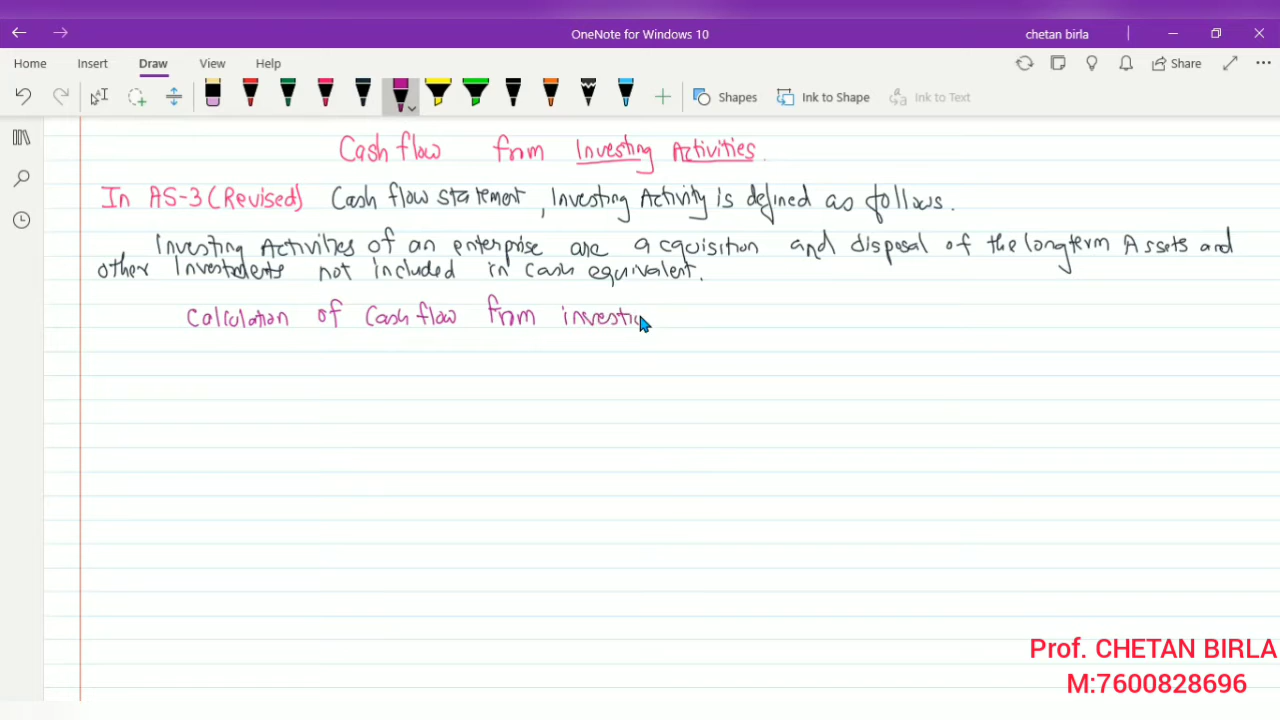 OneNote for Windows 10
chetan birla
Home Insert Draw View Help
Share
Shapes
Ink to Shape
Ink to Text
Cash flow from Investing Activities.
In AS-3 (Revised) Cash flow statement, Investing Activity is defined as follows.
Investing Activities of an enterprise are acquisition and disposal of the longterm Assets and
other not included in cash equivalent.
Calculation of Cash flow from
Prof. CHETAN BIRLA
M:7600828696